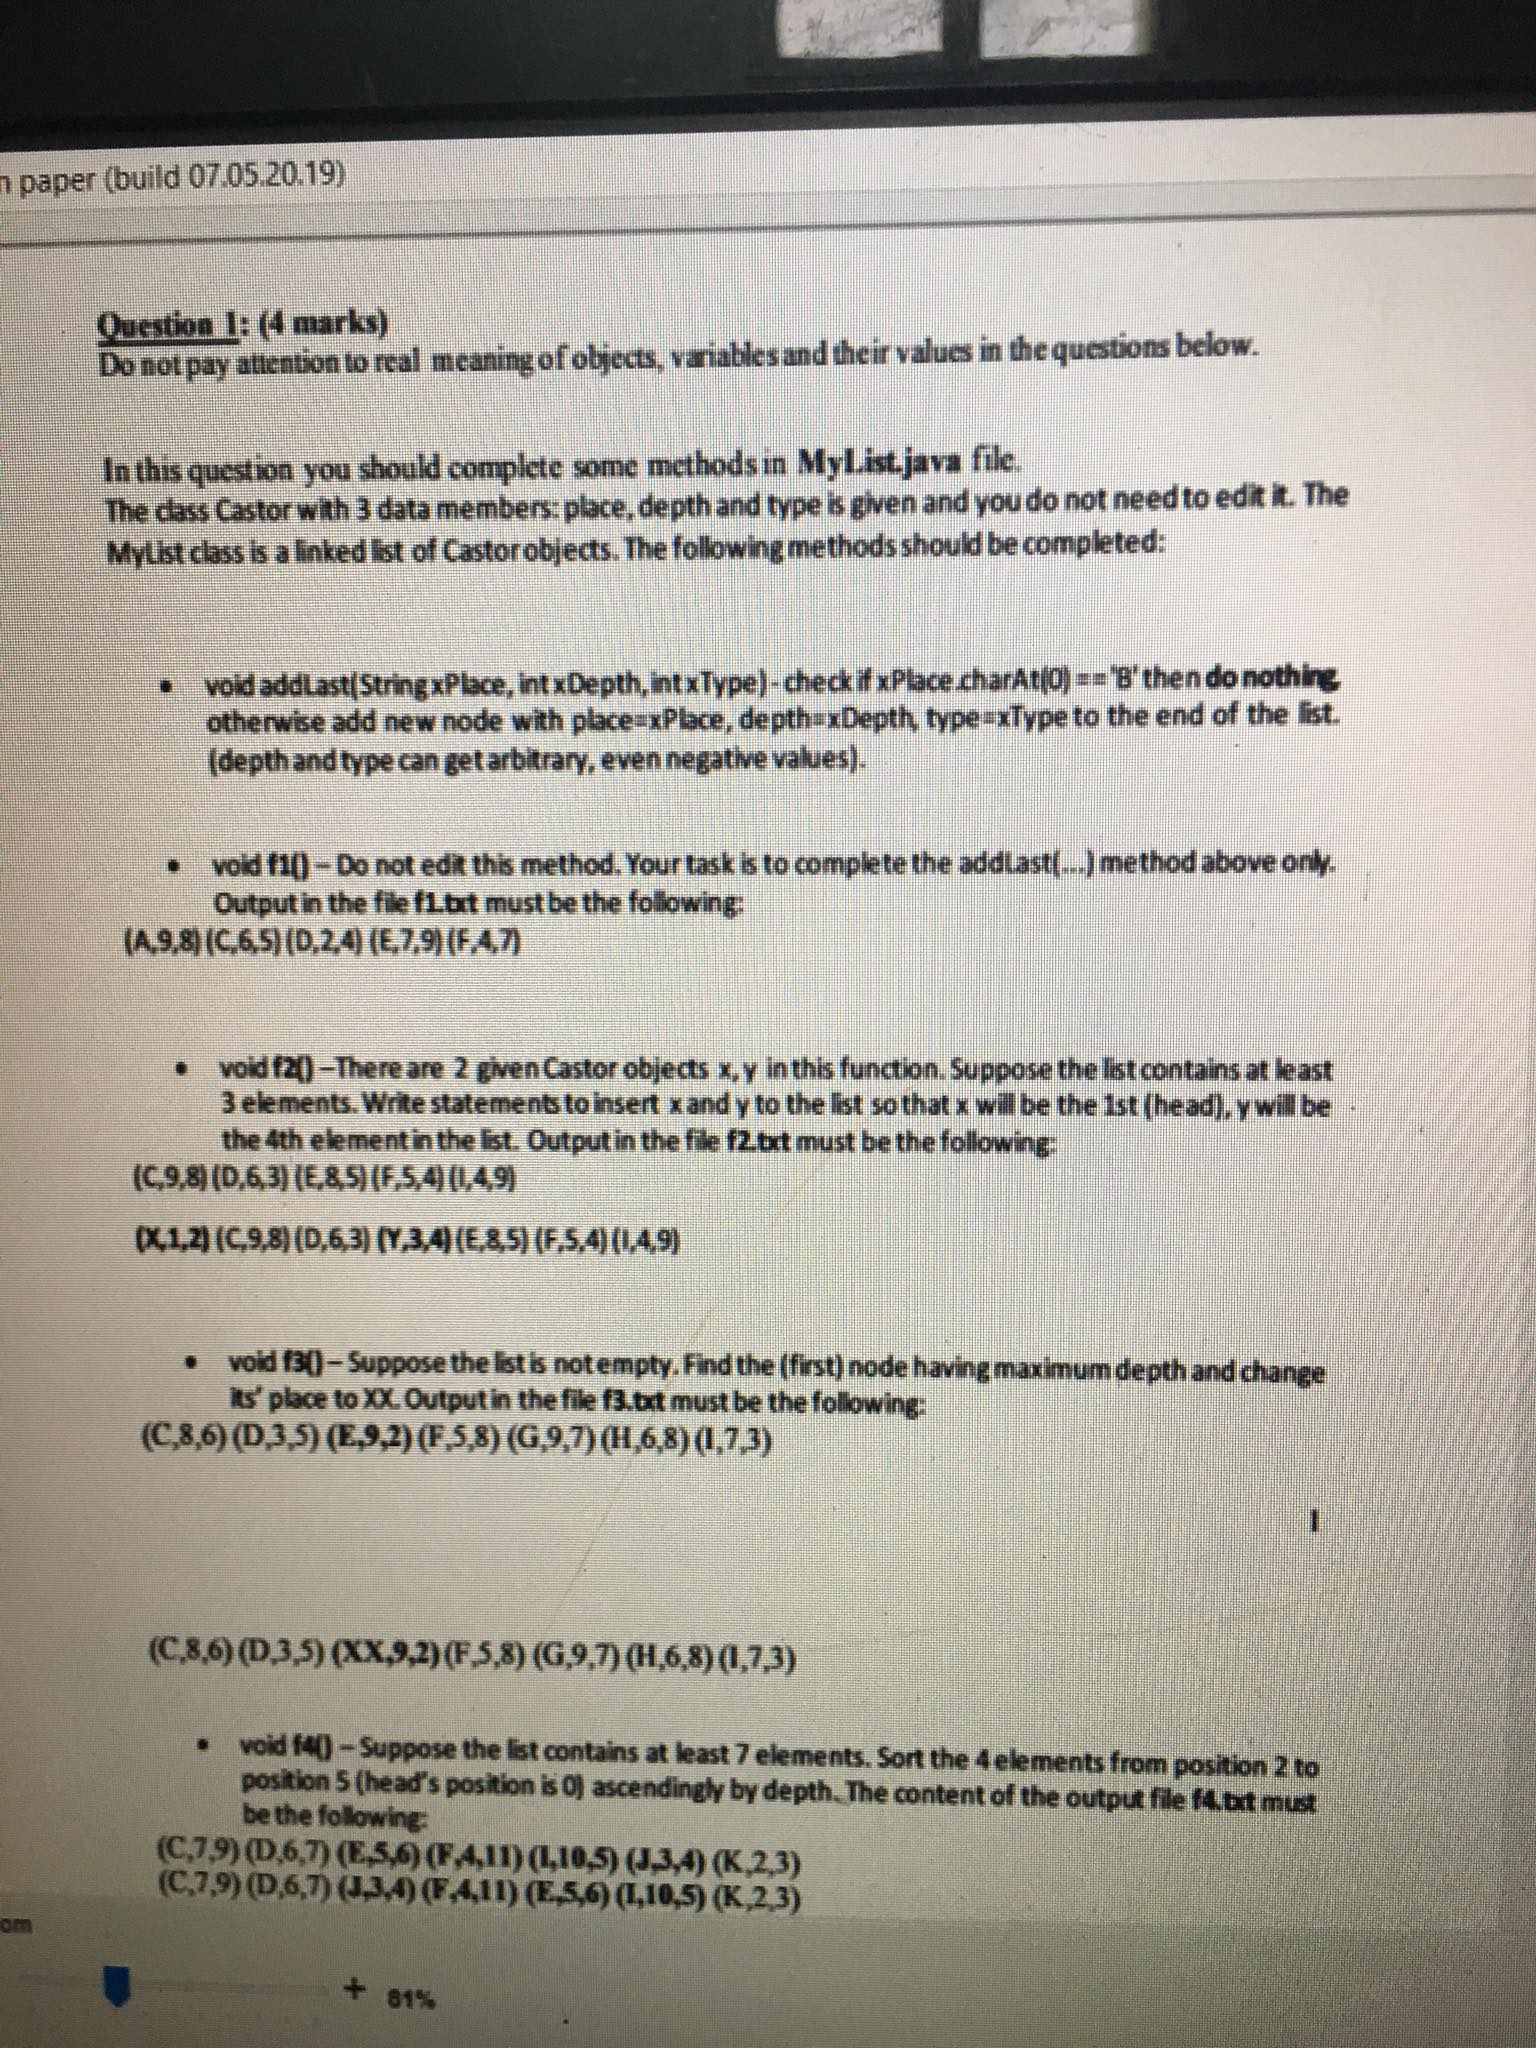 paper (build 07.05.20.19)
Question 1: (4 marks)
Do not pay attention to real meaning of objects, variables and their values in the questions below.
In this question you should complete some methods in MyList.java file.
The class Castor with 3 data members: place, depth and type is given and you do not need to edit it. The
MyList class is a linked list of Castor objects. The following methods should be completed:
• void addLast(String xPlace, int xDepth, int xType) - check if xPlace.charAt(0) == 'B' then do nothing,
otherwise add new node with place=xPlace, depth=xDepth, type=xType to the end of the list.
(depth and type can get arbitrary, even negative values).
• void f1() – Do not edit this method. Your task is to complete the addLast(...) method above only.
Output in the file f1.txt must be the following:
(A,9,8) (C,6,5) (D,2,4) (E,7,9) (F,4,7)
• void f2() – There are 2 given Castor objects x, y in this function. Suppose the list contains at least
3 elements. Write statements to insert x and y to the list so that x will be the 1st (head), y will be
the 4th element in the list. Output in the file f2.txt must be the following:
(C,9,8) (D,6,3) (E,8,5) (F,5,4) (I,4,9)
(X,1,2) (C,9,8) (D,6,3) (Y,3,4) (E,8,5) (F,5,4) (I,4,9)
• void f3() – Suppose the list is not empty. Find the (first) node having maximum depth and change
its' place to XX. Output in the file f3.txt must be the following:
(C,8,6) (D,3,5) (E,9,2) (F,5,8) (G,9,7) (H,6,8) (I,7,3)
(C,8,6) (D,3,5) (XX,9,2) (F,5,8) (G,9,7) (H,6,8) (I,7,3)
• void f4() – Suppose the list contains at least 7 elements. Sort the 4 elements from position 2 to
position 5 (head's position is 0) ascendingly by depth. The content of the output file f4.txt must
be the following:
(C,7,9) (D,6,7) (E,5,6) (F,4,11) (I,10,5) (J,3,4) (K,2,3)
(C,7,9) (D,6,7) (J,3,4) (F,4,11) (E,5,6) (I,10,5) (K,2,3)
om
+ 81%